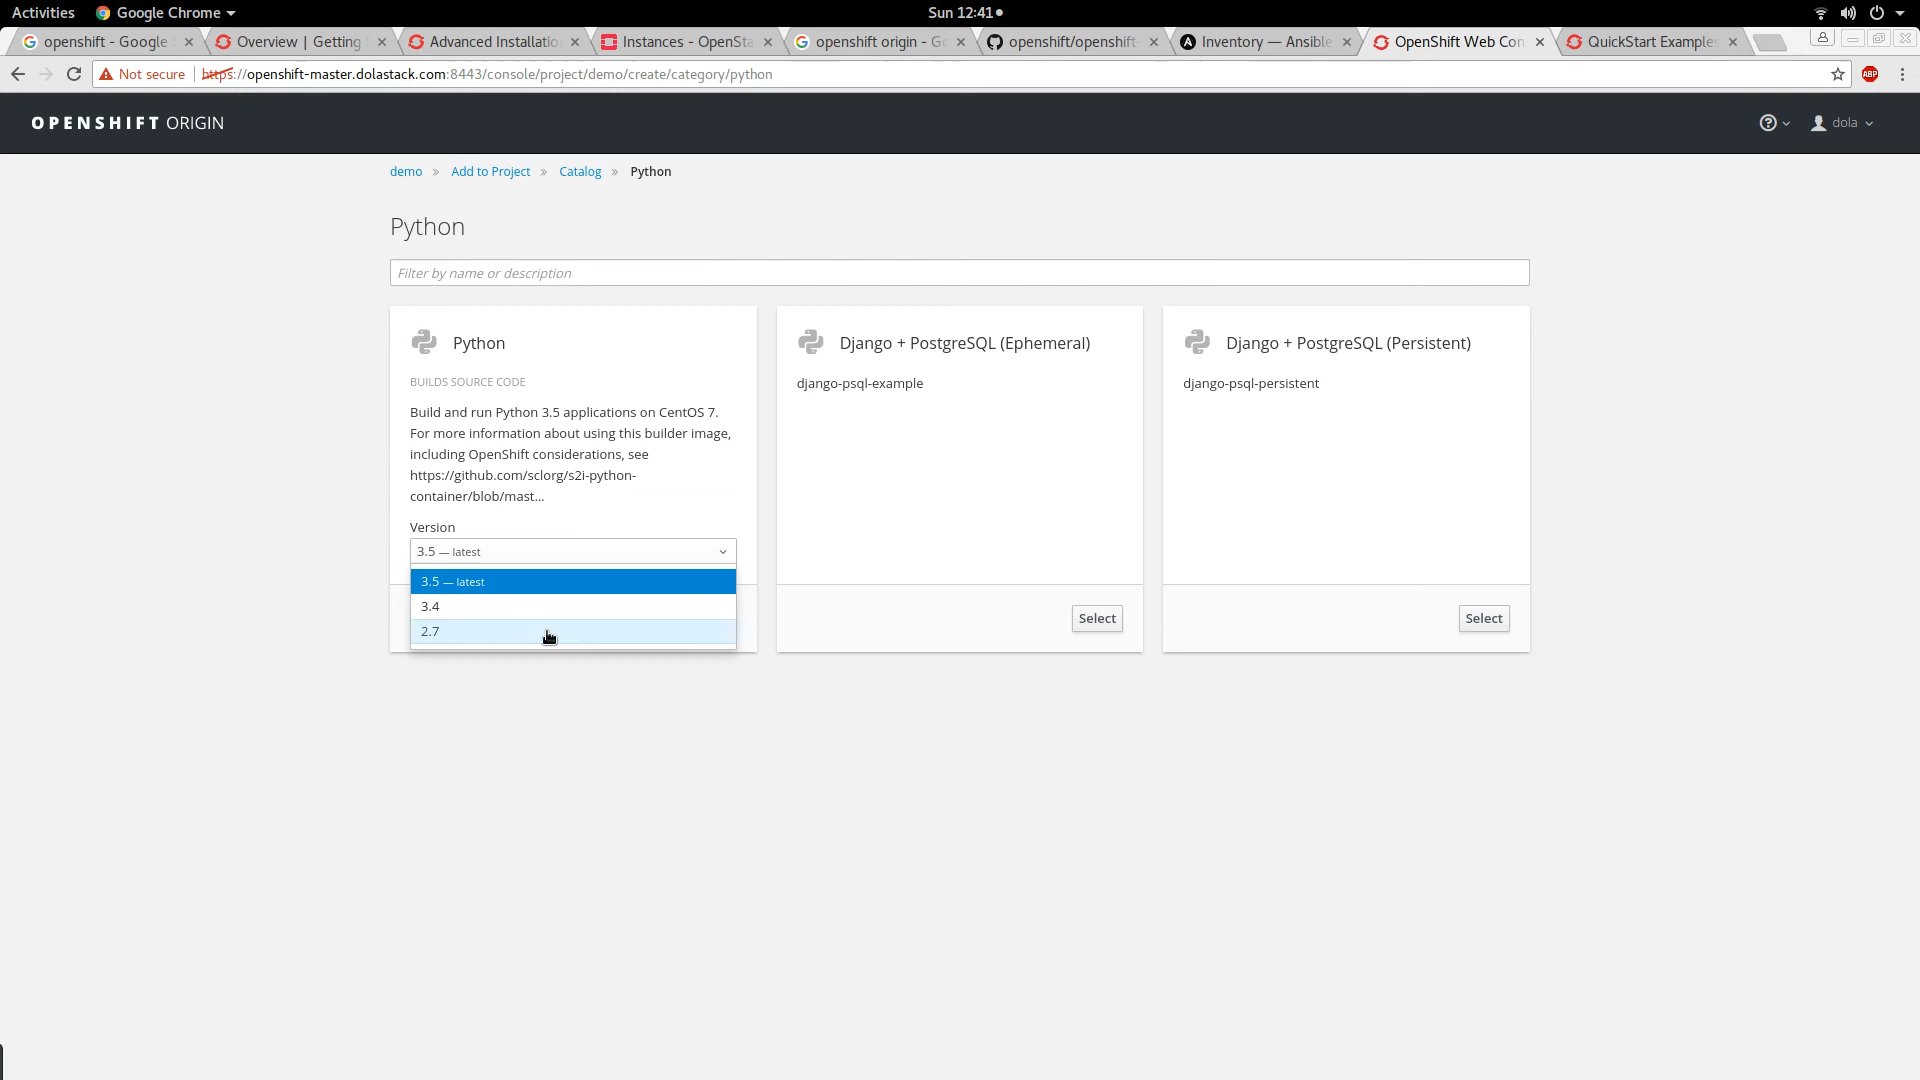 Activities Google Chrome Sun 12:41
openshift - Google Overview | Getting Advanced Installatio Instances - OpenSta openshift origin - Go openshift/openshift- Inventory — Ansible OpenShift Web Con QuickStart Examples
Not secure https://openshift-master.dolastack.com:8443/console/project/demo/create/category/python ABP
OPENSHIFT ORIGIN ? dola
demo » Add to Project » Catalog » Python
Python
Filter by name or description
Python
BUILDS SOURCE CODE
Build and run Python 3.5 applications on CentOS 7.
For more information about using this builder image,
including OpenShift considerations, see
https://github.com/sclorg/s2i-python-
container/blob/mast...
Version
3.5 — latest
3.5 — latest
3.4
2.7
Django + PostgreSQL (Ephemeral)
django-psql-example
Select
Django + PostgreSQL (Persistent)
django-psql-persistent
Select